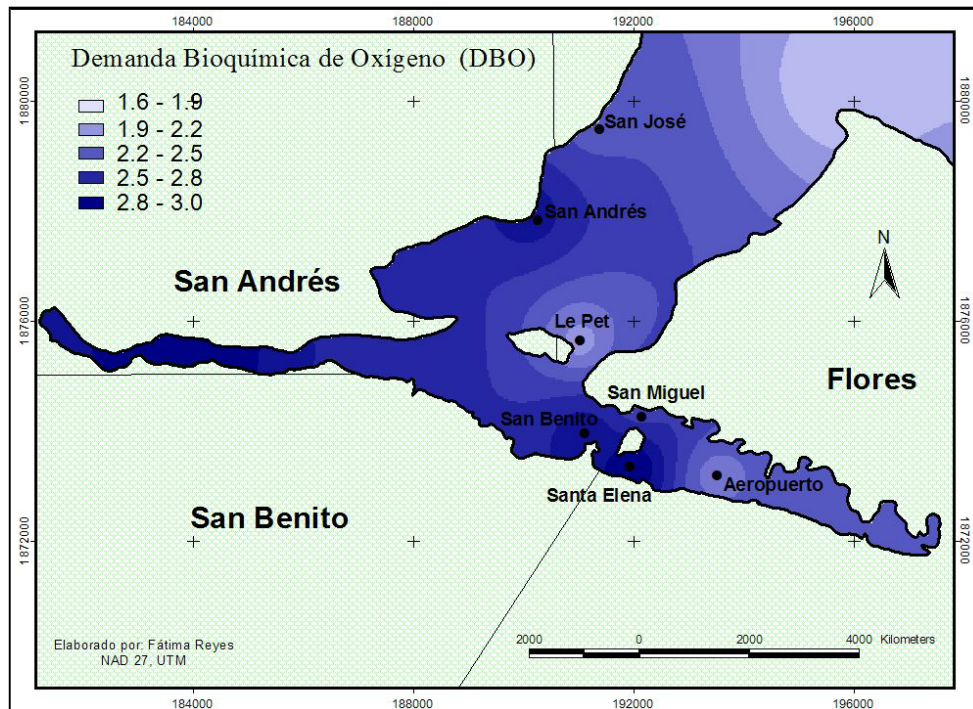 184000 188000 192000 196000
Demanda Bioquímica de Oxígeno (DBO)
1.6 - 1.9
1.9 - 2.2
2.2 - 2.5
2.5 - 2.8
2.8 - 3.0
1880000 1880000
San José
San Andrés
N
San Andrés
1876000 1876000
Le Pet
Flores
San Miguel
San Benito
Aeropuerto
Santa Elena
San Benito
1872000 1872000
Elaborado por: Fátima Reyes
NAD 27, UTM
2000 0 2000 4000 Kilometers
184000 188000 192000 196000